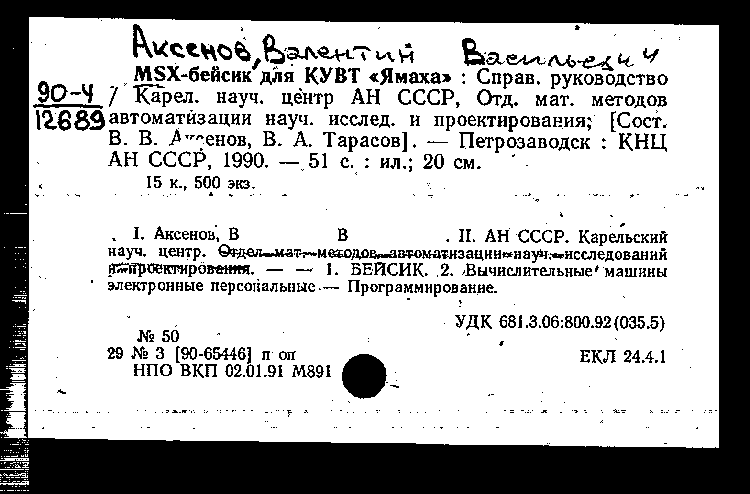 Аксенов, Валентин Васильевич
MSX-бейсик для КУВТ «Ямаха» : Справ. руководство
90-4 / Карел. науч. центр АН СССР, Отд. мат. методов
12689 автоматизации науч. исслед. и проектирования; [Сост.
В. В. Аксенов, В. А. Тарасов]. — Петрозаводск : КНЦ
АН СССР, 1990. — 51 с. : ил.; 20 см.
15 к., 500 экз.
I. Аксенов, В В . II. АН СССР. Карельский
науч. центр. Отдел мат. методов автоматизации науч. исследований
и проектирования. — — 1. БЕЙСИК. 2. Вычислительные машины
электронные персональные — Программирование.
УДК 681.3.06:800.92(035.5)
№ 50
29 № 3 [90-65446] п оп ЕКЛ 24.4.1
НПО ВКП 02.01.91 М891